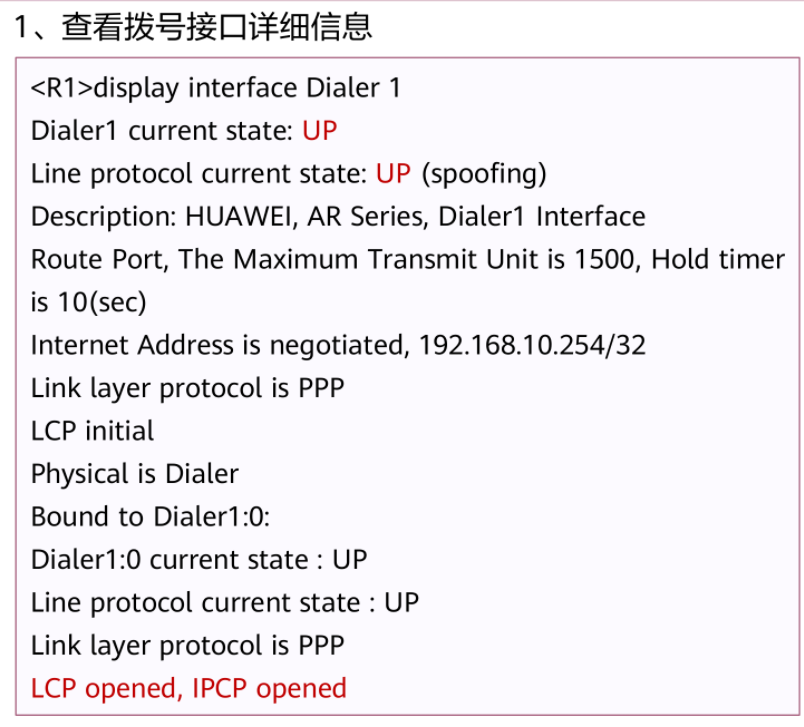 1、查看拨号接口详细信息
<R1>display interface Dialer 1
Dialer1 current state: UP
Line protocol current state: UP (spoofing)
Description: HUAWEI, AR Series, Dialer1 Interface
Route Port, The Maximum Transmit Unit is 1500, Hold timer
is 10(sec)
Internet Address is negotiated, 192.168.10.254/32
Link layer protocol is PPP
LCP initial
Physical is Dialer
Bound to Dialer1:0:
Dialer1:0 current state : UP
Line protocol current state : UP
Link layer protocol is PPP
LCP opened, IPCP opened